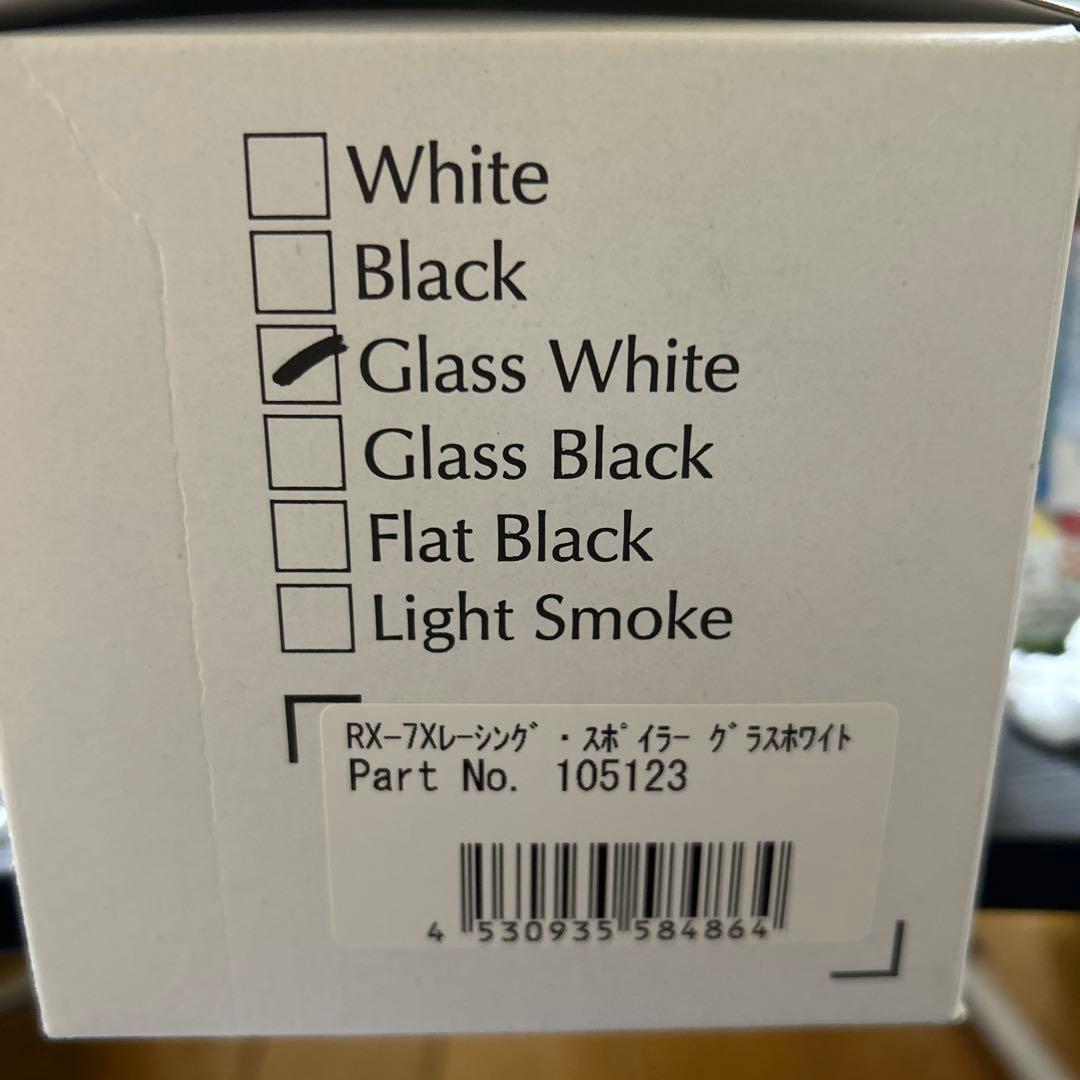 White
Black
Glass White
Glass Black
Flat Black
Light Smoke
RX-7Xﾚｰｼﾝｸﾞ・ｽﾎﾟｲﾗｰ ｸﾞﾗｽﾎﾜｲﾄ
Part No. 105123
4 530935 584864